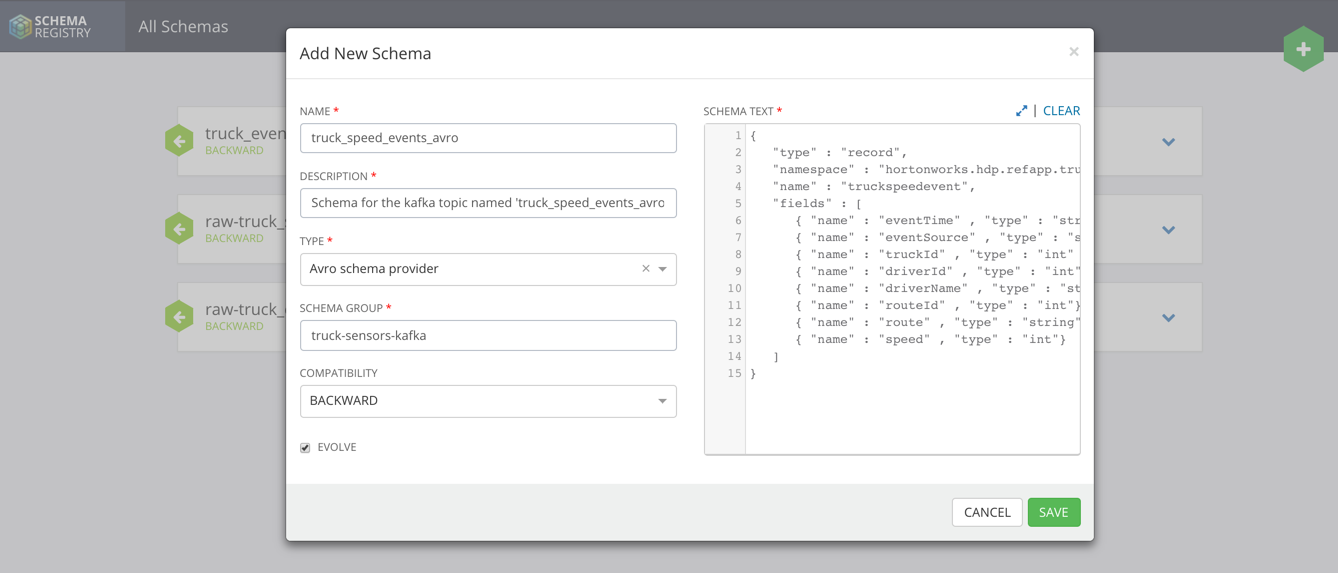 SCHEMA
REGISTRY
All Schemas
Add New Schema
×
NAME *
truck_speed_events_avro
DESCRIPTION *
Schema for the kafka topic named 'truck_speed_events_avro
TYPE *
Avro schema provider
×
SCHEMA GROUP *
truck-sensors-kafka
COMPATIBILITY
BACKWARD
EVOLVE
SCHEMA TEXT *
| CLEAR
1 {
2 "type" : "record",
3 "namespace" : "hortonworks.hdp.refapp.tru
4 "name" : "truckspeedevent",
5 "fields" : [
6 { "name" : "eventTime" , "type" : "str
7 { "name" : "eventSource" , "type" : "s
8 { "name" : "truckId" , "type" : "int"
9 { "name" : "driverId" , "type" : "int"
10 { "name" : "driverName" , "type" : "st
11 { "name" : "routeId" , "type" : "int"}
12 { "name" : "route" , "type" : "string"
13 { "name" : "speed" , "type" : "int"}
14 ]
15 }
CANCEL
SAVE
truck_even
BACKWARD
raw-truck_s
BACKWARD
raw-truck_
BACKWARD